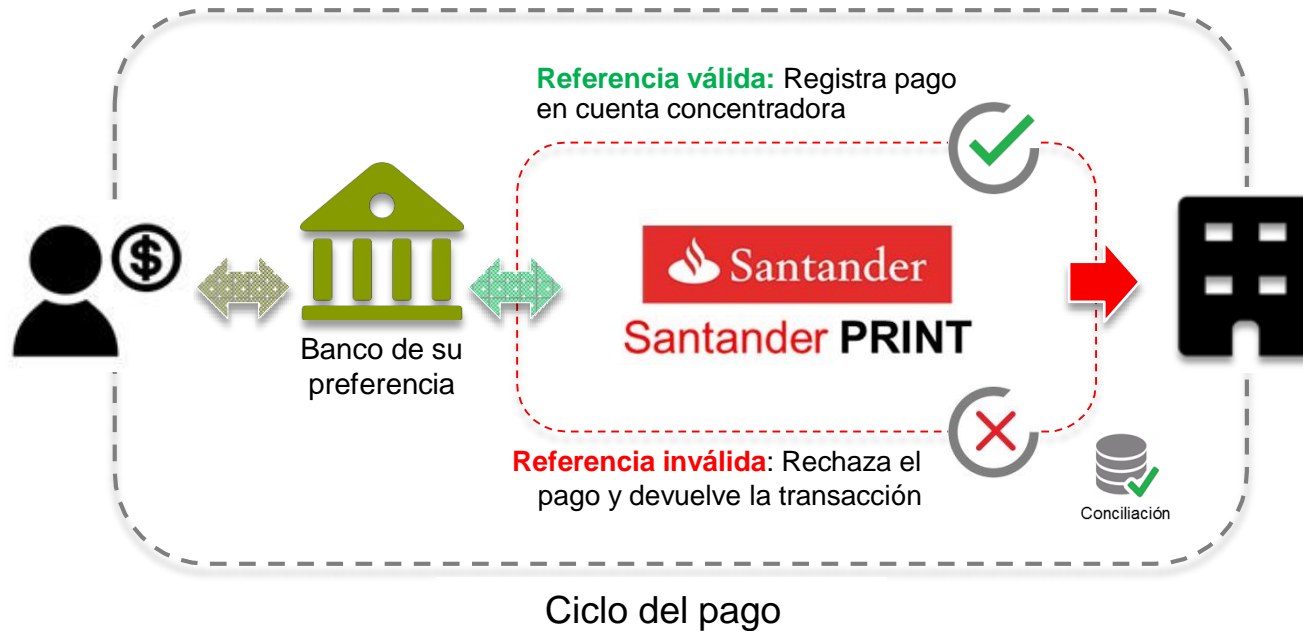 Referencia válida: Registra pago
en cuenta concentradora
$
Santander
Santander PRINT
Banco de su
preferencia
Referencia inválida: Rechaza el
pago y devuelve la transacción
Conciliación
Ciclo del pago